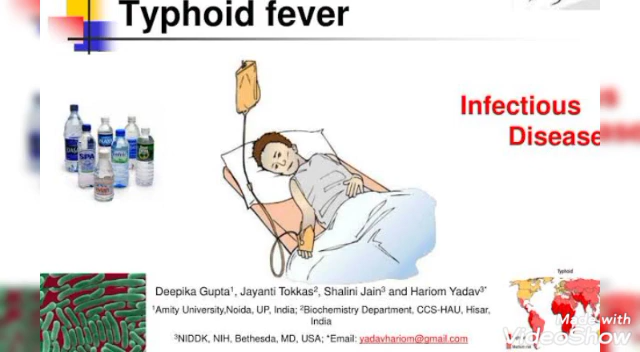 Typhoid fever
Infectious
Disease
Deepika Gupta¹, Jayanti Tokkas², Shalini Jain³ and Hariom Yadav³*
¹Amity University,Noida, UP, India; ²Biochemistry Department, CCS-HAU, Hisar,
India
³NIDDK, NIH, Bethesda, MD, USA; *Email: yadavhariom@gmail.com
Typhoid
Made with
VideoShow